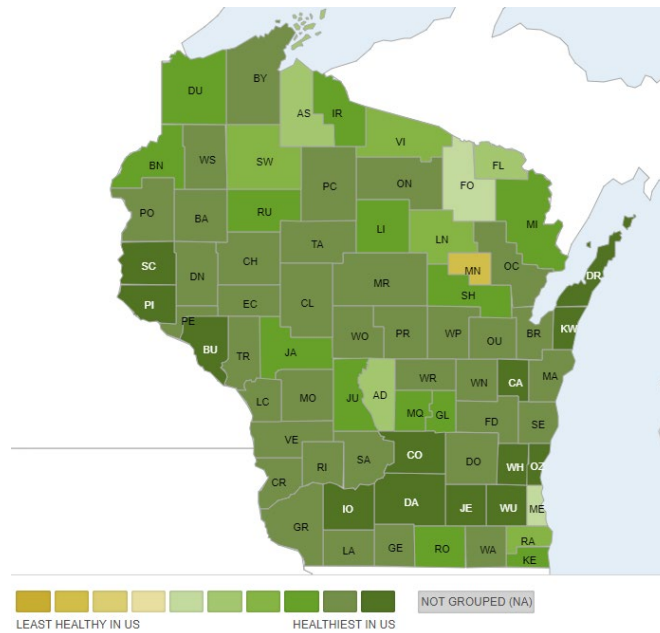 BY
DU
AS
IR
VI
FL
BN
WS
SW
PC
ON
FO
MI
PO
BA
RU
LI
LN
TA
SC
DN
CH
MR
MN
OC
DR
PI
EC
CL
SH
PE
BU
TR
JA
WO
PR
WP
OU
BR
KW
LC
MO
JU
AD
WR
WN
CA
MA
MQ
GL
FD
SE
VE
RI
SA
CO
DO
WH
OZ
CR
GR
IO
DA
JE
WU
ME
LA
GE
RO
WA
RA
KE
NOT GROUPED (NA)
LEAST HEALTHY IN US HEALTHIEST IN US